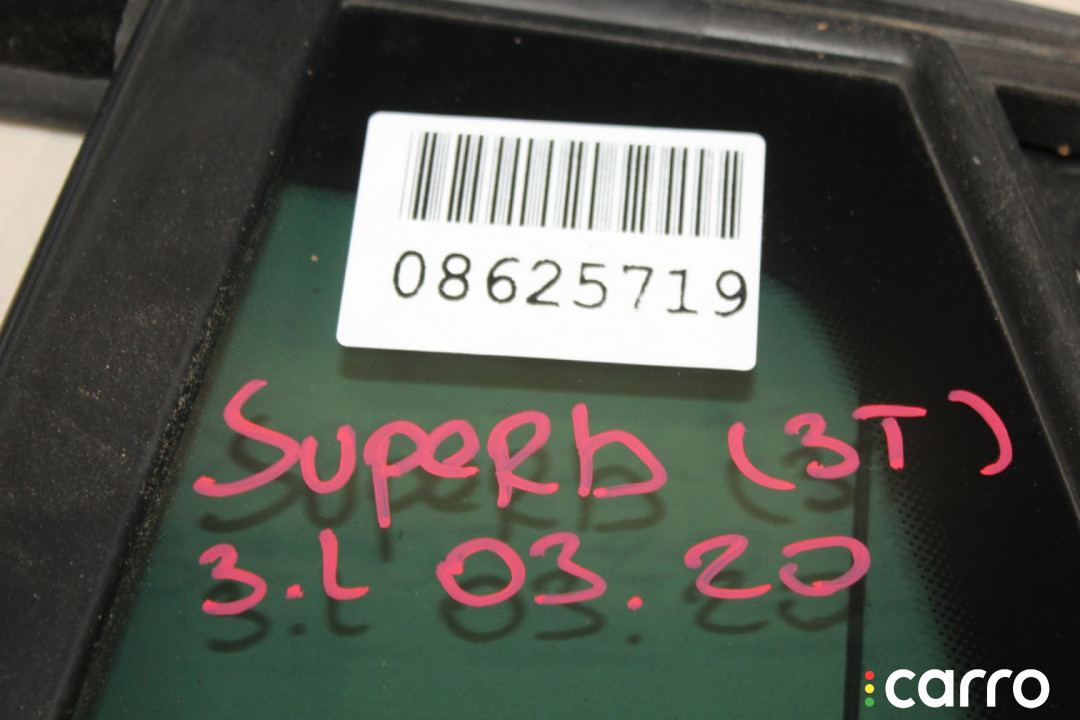 08625719
Superb (3T)
3.L 03.20
carro